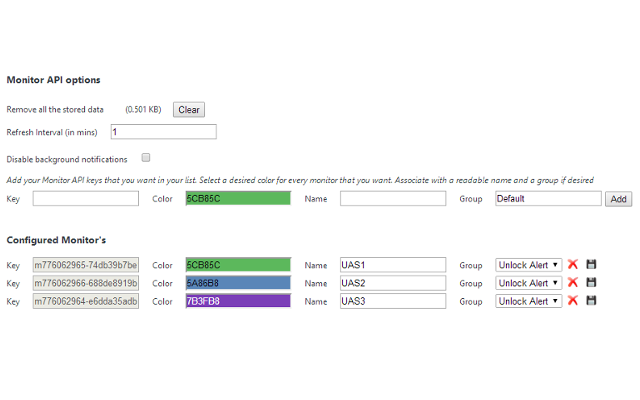 Monitor API options
Remove all the stored data (0.501 KB) Clear
Refresh Interval (in mins) 1
Disable background notifications
Add your Monitor API keys that you want in your list. Select a desired color for every monitor that you want. Associate with a readable name and a group if desired
Key Color 5CB85C Name Group Default Add
Configured Monitor's
Key m776062965-74db39b7be Color 5CB85C Name UAS1 Group Unlock Alert
Key m776062966-688de8919b Color 5A86B8 Name UAS2 Group Unlock Alert
Key m776062964-e6dda35adb Color 7B3FB8 Name UAS3 Group Unlock Alert